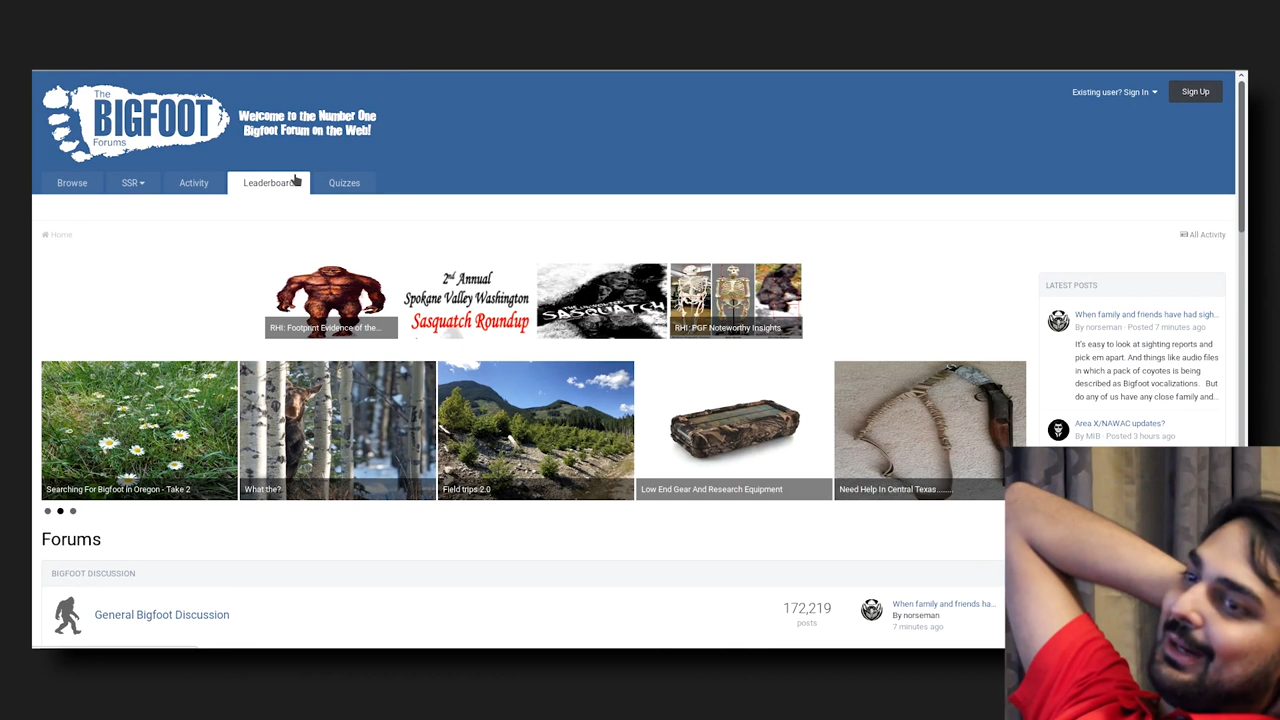 The
BIGFOOT
Forums
Welcome to the Number One
Bigfoot Forum on the Web!
Existing user? Sign In
Sign Up
Browse
SSR
Activity
Leaderboard
Quizzes
Home
All Activity
RHI: Footprint Evidence of the...
2nd Annual
Spokane Valley Washington
Sasquatch Roundup
SASQUATCH
RHI: PGF Noteworthy Insights
Searching For Bigfoot in Oregon - Take 2
What the?
Field trips 2.0
Low End Gear And Research Equipment
Need Help In Central Texas........
LATEST POSTS
When family and friends have had sigh...
By norseman · Posted 7 minutes ago
It's easy to look at sighting reports and
pick em apart. And things like audio files
in which a pack of coyotes is being
described as Bigfoot vocalizations. But
do any of us have any close family and...
Area X/NAWAC updates?
By MIB · Posted 3 hours ago
Forums
BIGFOOT DISCUSSION
General Bigfoot Discussion
172,219
posts
When family and friends ha...
By norseman
7 minutes ago